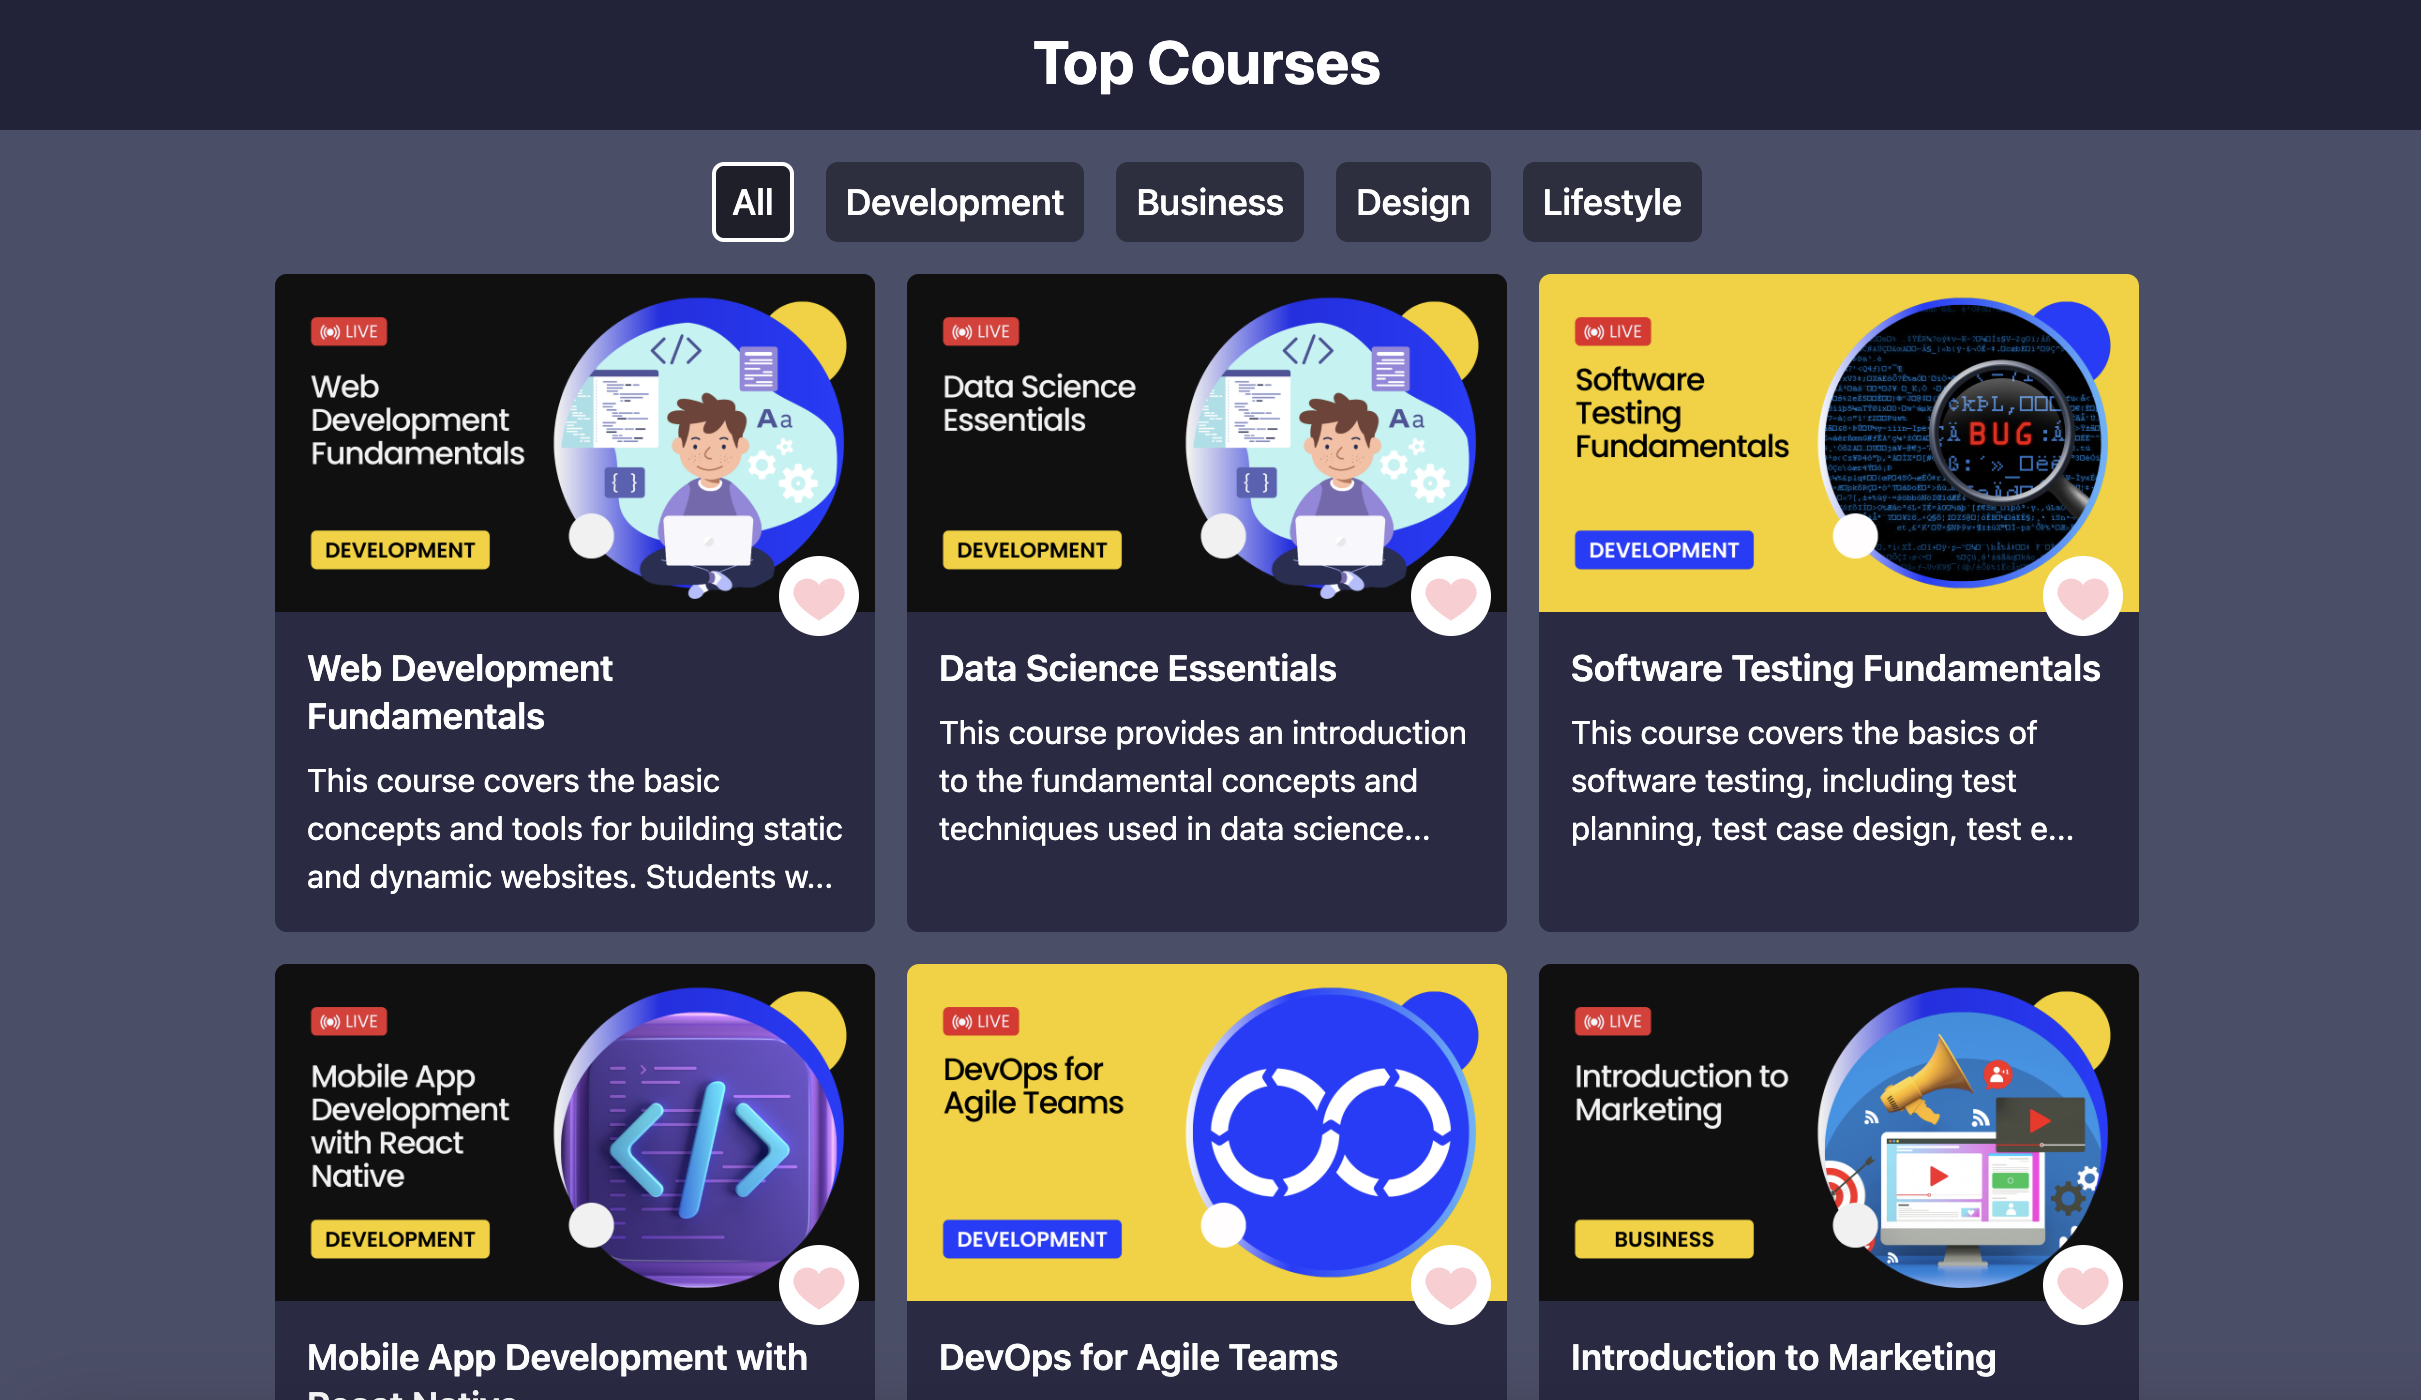 Top Courses
All
Development
Business
Design
Lifestyle
LIVE
Web
Development
Fundamentals
</>
Aa
{ }
DEVELOPMENT
Web Development
Fundamentals
This course covers the basic
concepts and tools for building static
and dynamic websites. Students w...
LIVE
Data Science
Essentials
</>
Aa
{ }
DEVELOPMENT
Data Science Essentials
This course provides an introduction
to the fundamental concepts and
techniques used in data science...
LIVE
Software
Testing
Fundamentals
BUG
DEVELOPMENT
Software Testing Fundamentals
This course covers the basics of
software testing, including test
planning, test case design, test e...
LIVE
Mobile App
Development
with React
Native
</>
DEVELOPMENT
Mobile App Development with
React Native
LIVE
DevOps for
Agile Teams
DEVELOPMENT
DevOps for Agile Teams
LIVE
Introduction to
Marketing
BUSINESS
Introduction to Marketing